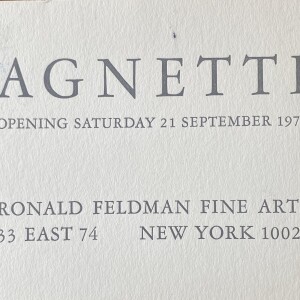 AGNETTI
OPENING SATURDAY 21 SEPTEMBER 197
RONALD FELDMAN FINE ART
33 EAST 74 NEW YORK 1002